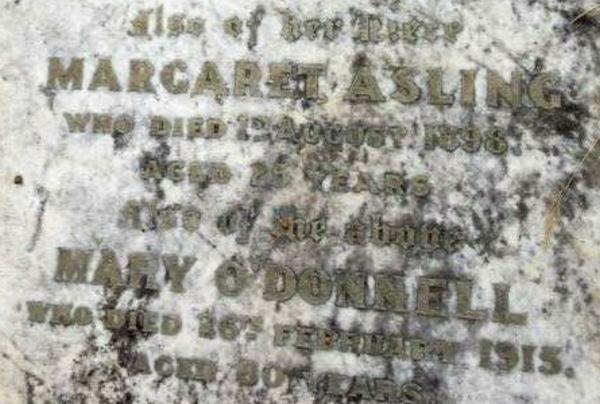 Also of her Niece
MARGARET ASLING
WHO DIED 1ST AUGUST 1898
AGED YEARS
Also of the above
MARY O'DONNELL
WHO DIED 26TH FEBRUARY 1915.
AGED 80 YEARS